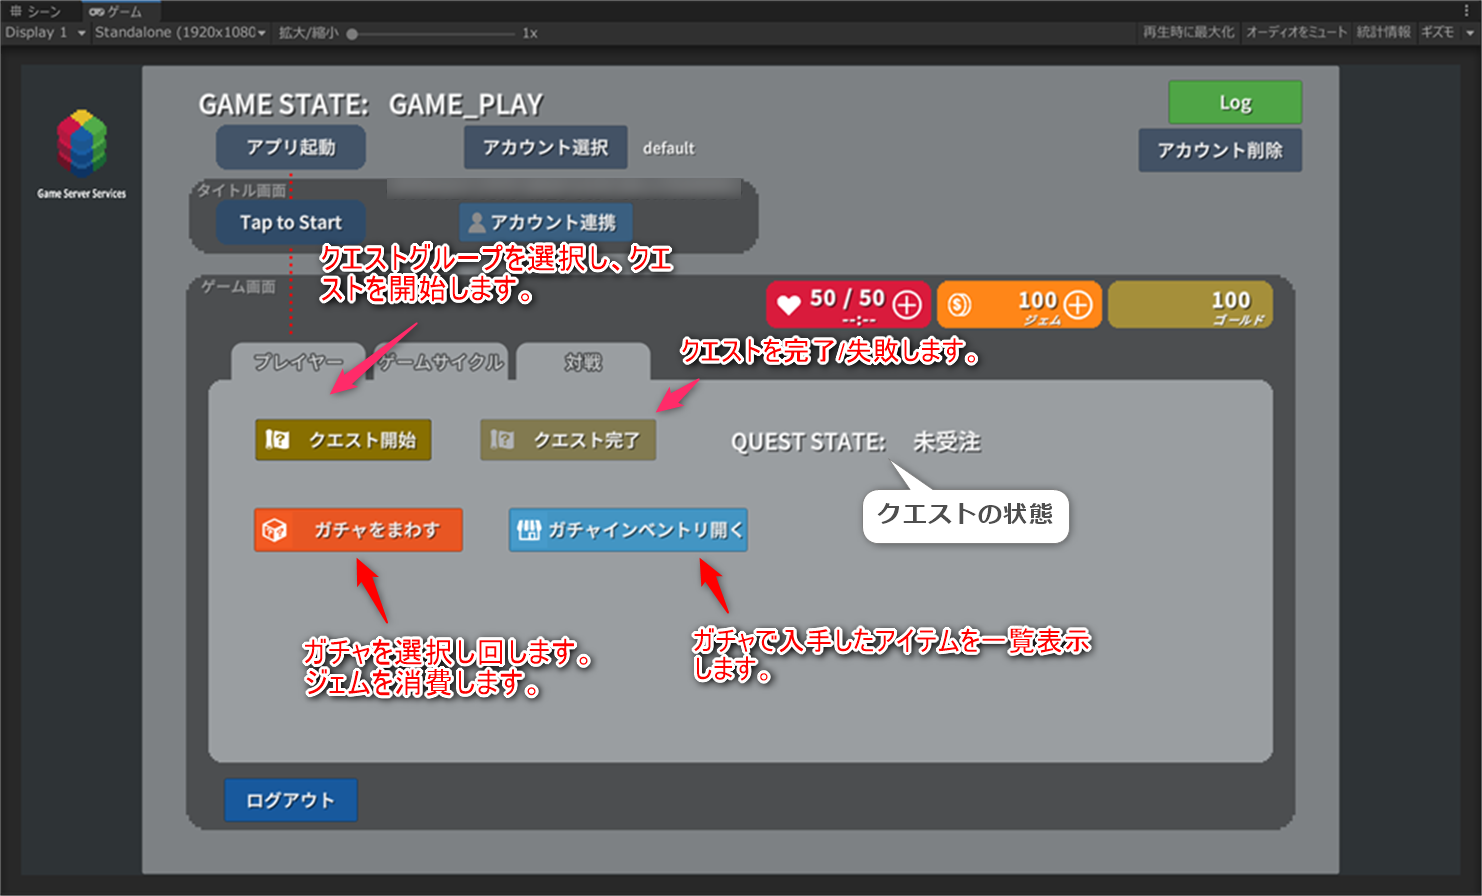 シーン
ゲーム
Display 1
Standalone (1920x1080
拡大/縮小
1x
再生時に最大化
オーディオをミュート
統計情報
ギズモ
Game Server Services
GAME STATE: GAME_PLAY
Log
アプリ起動
アカウント選択
default
アカウント削除
タイトル画面
Tap to Start
アカウント連携
クエストグループを選択し、クエ
ストを開始します。
ゲーム画面
50 / 50
--:--
100
ジェム
100
ゴールド
プレイヤー
ゲームサイクル
対戦
クエストを完了/失敗します。
クエスト開始
クエスト完了
QUEST STATE: 未受注
クエストの状態
ガチャをまわす
ガチャインベントリ開く
ガチャを選択し回します。
ジェムを消費します。
ガチャで入手したアイテムを一覧表示
します。
ログアウト